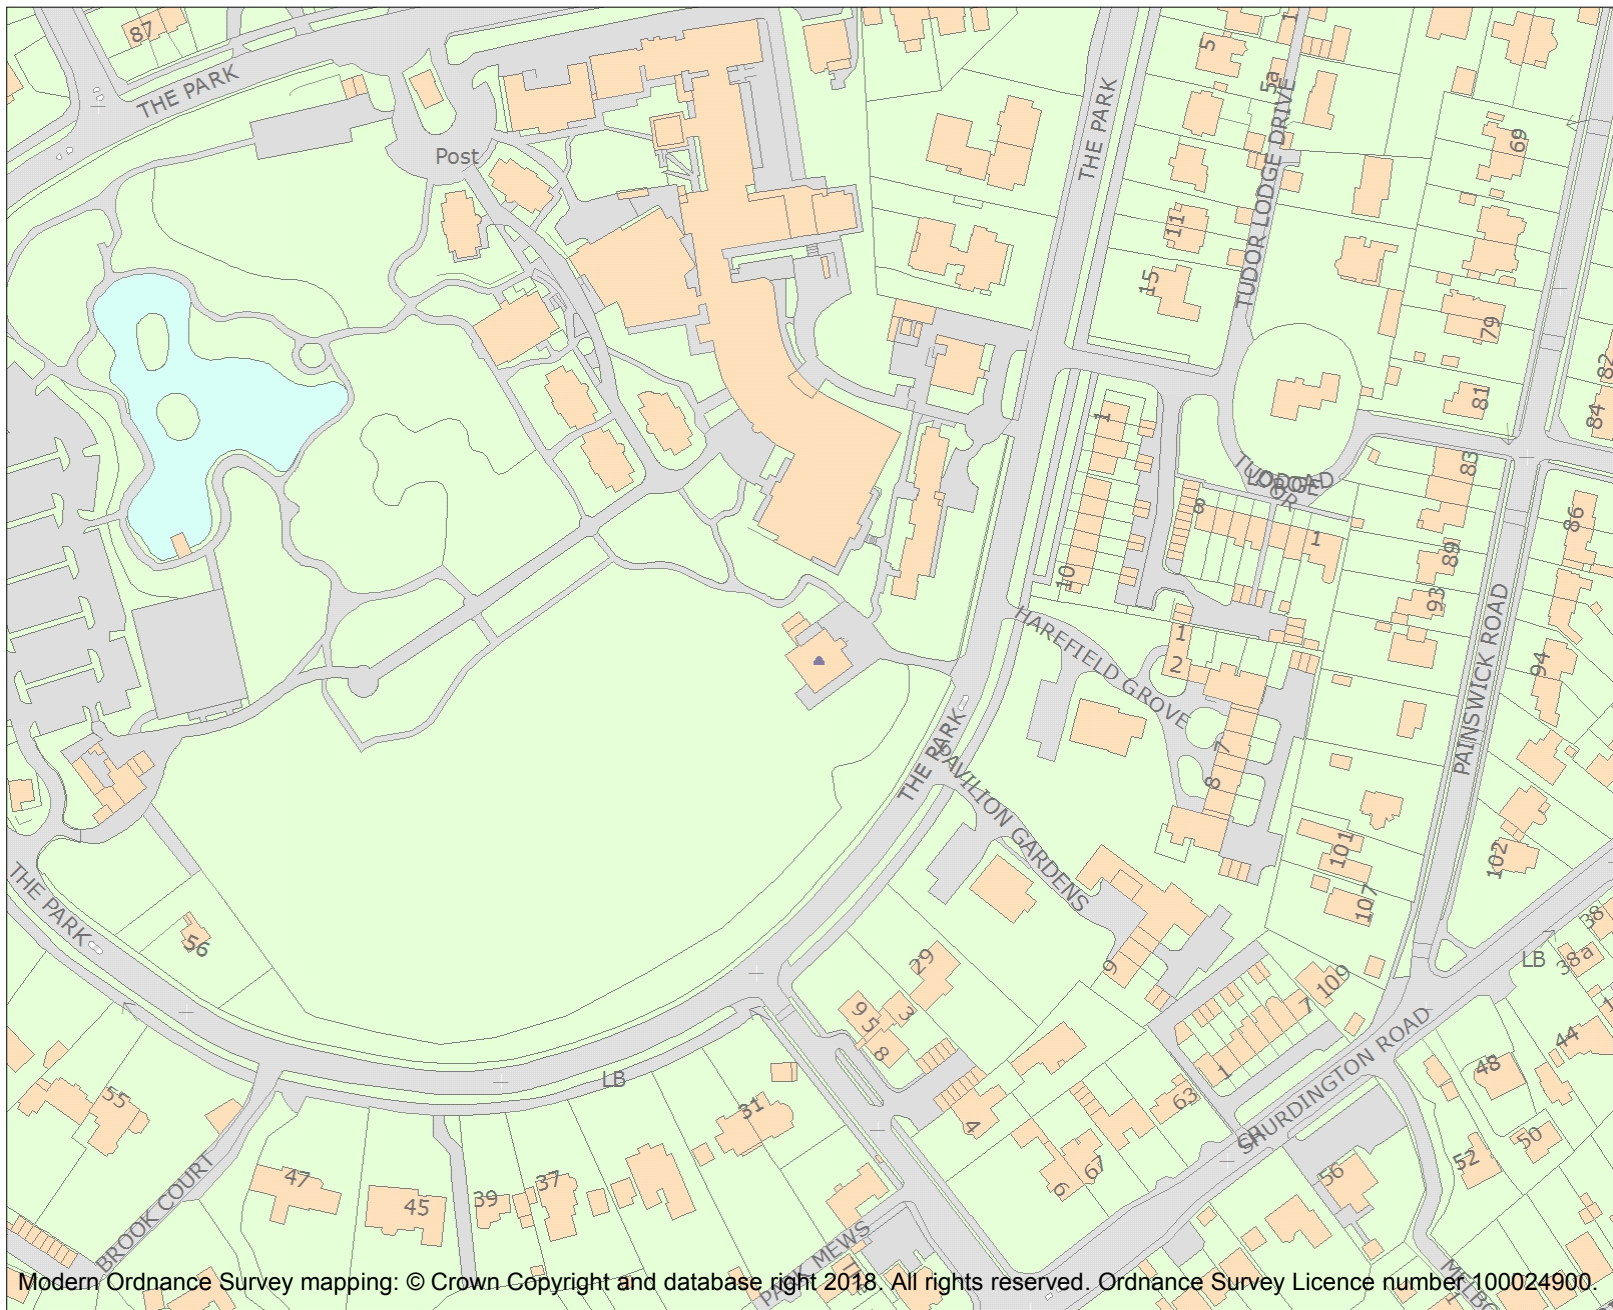 87
THE PARK
Post
THE PARK
5
1
5a
TUDOR LODGE DRIVE
69
11
15
79
82
81
84
1
83
TUDOR
LODGE
ROAD
8
1
86
89
10
93
HAREFIELD GROVE
1
2
94
PAINSWICK ROAD
THE PARK
7
8
PAVILION GARDENS
101
102
107
THE PARK
56
38
38a
LB
29
9
109
9
5
3
8
7
1
44
48
LB
55
31
4
63
SHURDINGTON ROAD
50
52
67
6
56
47
45
39
37
BROOK COURT
PARK MEWS
Modern Ordnance Survey mapping: © Crown Copyright and database right 2018. All rights reserved. Ordnance Survey Licence number 100024900.